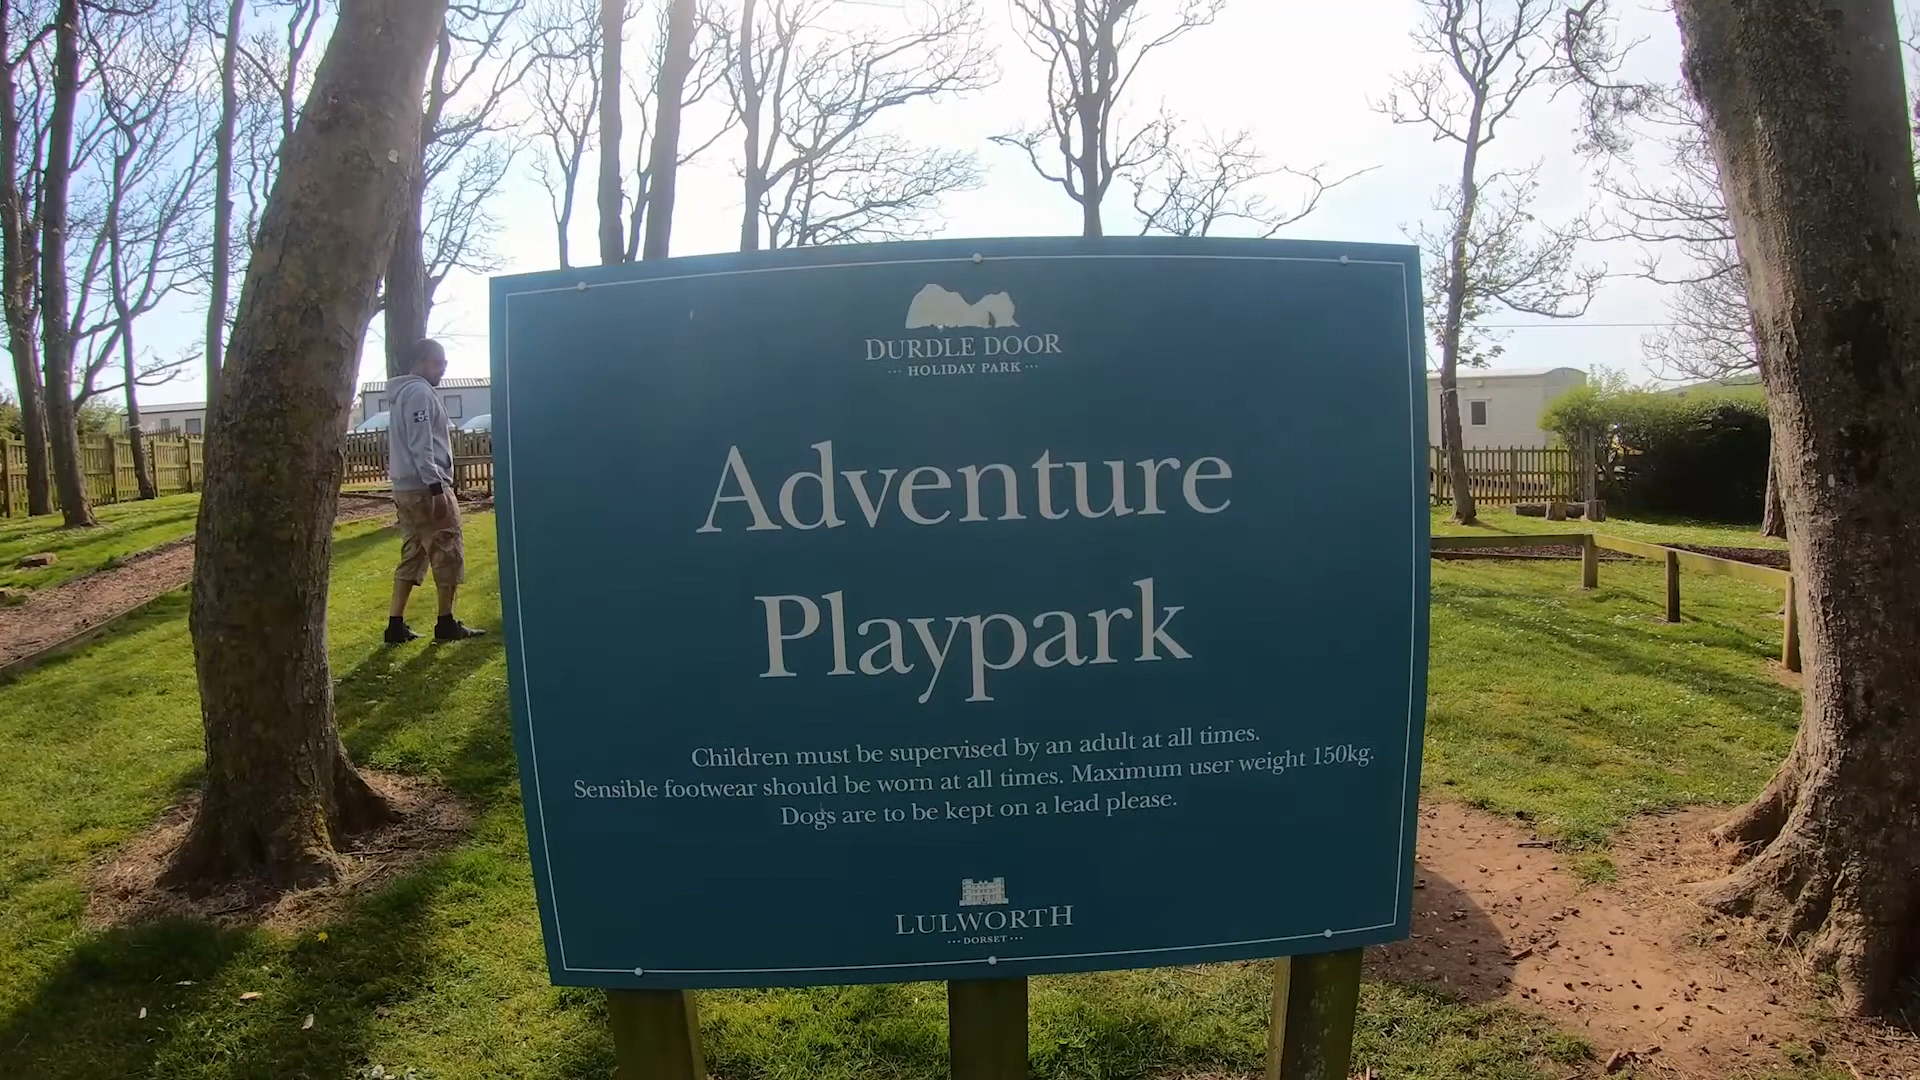 DURDLE DOOR
··· HOLIDAY PARK ···
Adventure
Playpark
Children must be supervised by an adult at all times.
Sensible footwear should be worn at all times. Maximum user weight 150kg.
Dogs are to be kept on a lead please.
LULWORTH
··· DORSET ···